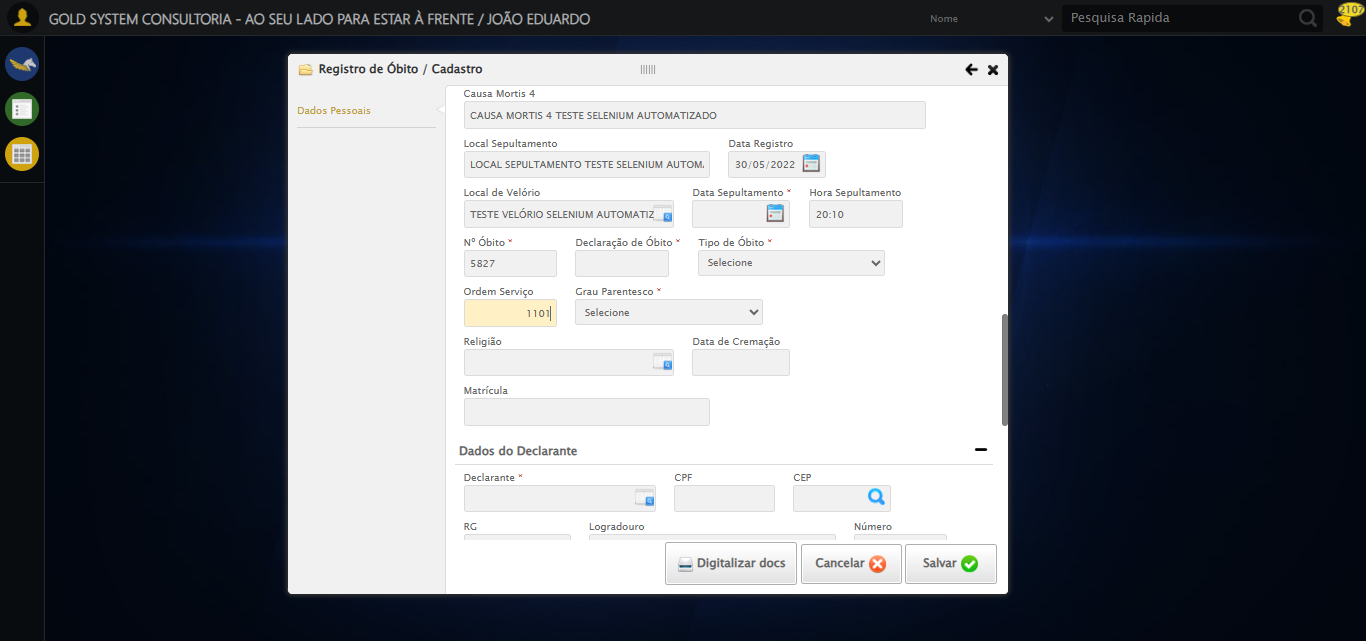 GOLD SYSTEM CONSULTORIA - AO SEU LADO PARA ESTAR À FRENTE / JOÃO EDUARDO
Nome
Pesquisa Rapida
2107
Registro de Óbito / Cadastro
Dados Pessoais
Causa Mortis 4
CAUSA MORTIS 4 TESTE SELENIUM AUTOMATIZADO
Local Sepultamento Data Registro
LOCAL SEPULTAMENTO TESTE SELENIUM AUTOM 30/05/2022
Local de Velório Data Sepultamento * Hora Sepultamento
TESTE VELÓRIO SELENIUM AUTOMATIZ 20:10
Nº Óbito * Declaração de Óbito * Tipo de Óbito *
5827 Selecione
Ordem Serviço Grau Parentesco *
1101 Selecione
Religião Data de Cremação
Matrícula
Dados do Declarante
Declarante * CPF CEP
RG Logradouro Número
Digitalizar docs Cancelar Salvar